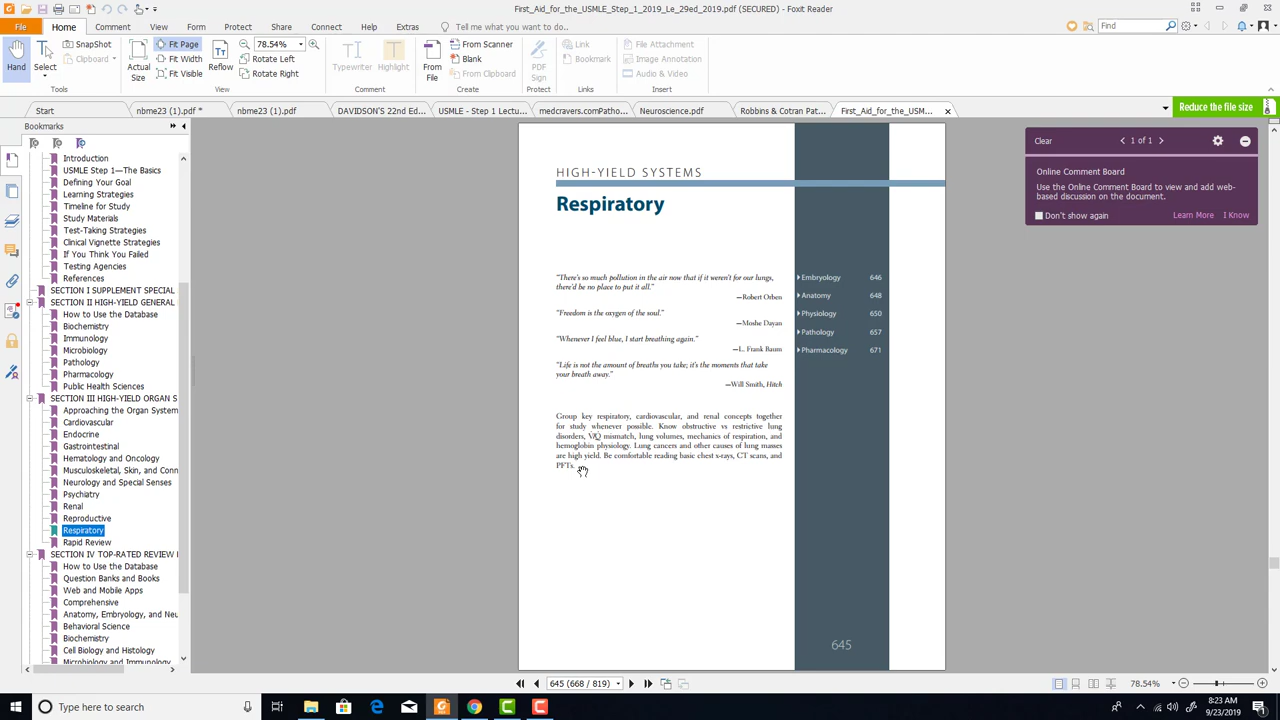 First_Aid_for_the_USMLE_Step_1_2019_Le_29ed_2019.pdf (SECURED) - Foxit Reader
File Home Comment View Form Protect Share Connect Help Extras Tell me what you want to do... Find
Hand
Select
SnapShot
Clipboard
Tools
Actual Size
Fit Page
Fit Width
Fit Visible
Reflow
78.54%
Rotate Left
Rotate Right
View
Typewriter
Highlight
Comment
From File
From Scanner
Blank
From Clipboard
Create
PDF Sign
Protect
Link
Bookmark
Links
File Attachment
Image Annotation
Audio & Video
Insert
Start nbme23 (1).pdf * nbme23 (1).pdf DAVIDSON'S 22nd Ed... USMLE - Step 1 Lectu... medcravers.comPatho... Neuroscience.pdf Robbins & Cotran Pat... First_Aid_for_the_USM...
Reduce the file size
Bookmarks
Introduction
USMLE Step 1—The Basics
Defining Your Goal
Learning Strategies
Timeline for Study
Study Materials
Test-Taking Strategies
Clinical Vignette Strategies
If You Think You Failed
Testing Agencies
References
SECTION I SUPPLEMENT SPECIAL
SECTION II HIGH-YIELD GENERAL
How to Use the Database
Biochemistry
Immunology
Microbiology
Pathology
Pharmacology
Public Health Sciences
SECTION III HIGH-YIELD ORGAN S
Approaching the Organ System
Cardiovascular
Endocrine
Gastrointestinal
Hematology and Oncology
Musculoskeletal, Skin, and Conn
Neurology and Special Senses
Psychiatry
Renal
Reproductive
Respiratory
Rapid Review
SECTION IV TOP-RATED REVIEW
How to Use the Database
Question Banks and Books
Web and Mobile Apps
Comprehensive
Anatomy, Embryology, and Neu
Behavioral Science
Biochemistry
Cell Biology and Histology
Microbiology and Immunology
HIGH-YIELD SYSTEMS
Respiratory
"There's so much pollution in the air now that if it weren't for our lungs,
there'd be no place to put it all."
—Robert Orben
"Freedom is the oxygen of the soul."
—Moshe Dayan
"Whenever I feel blue, I start breathing again."
—L. Frank Baum
"Life is not the amount of breaths you take; it's the moments that take
your breath away."
—Will Smith, Hitch
Group key respiratory, cardiovascular, and renal concepts together
for study whenever possible. Know obstructive vs restrictive lung
disorders, V̇/Q̇ mismatch, lung volumes, mechanics of respiration, and
hemoglobin physiology. Lung cancers and other causes of lung masses
are high yield. Be comfortable reading basic chest x-rays, CT scans, and
PFTs.
Embryology 646
Anatomy 648
Physiology 650
Pathology 657
Pharmacology 671
645
Clear 1 of 1
Online Comment Board
Use the Online Comment Board to view and add web-
based discussion on the document.
Don't show again Learn More I Know
645 (668 / 819)
78.54%
Type here to search
8:23 AM
9/23/2019